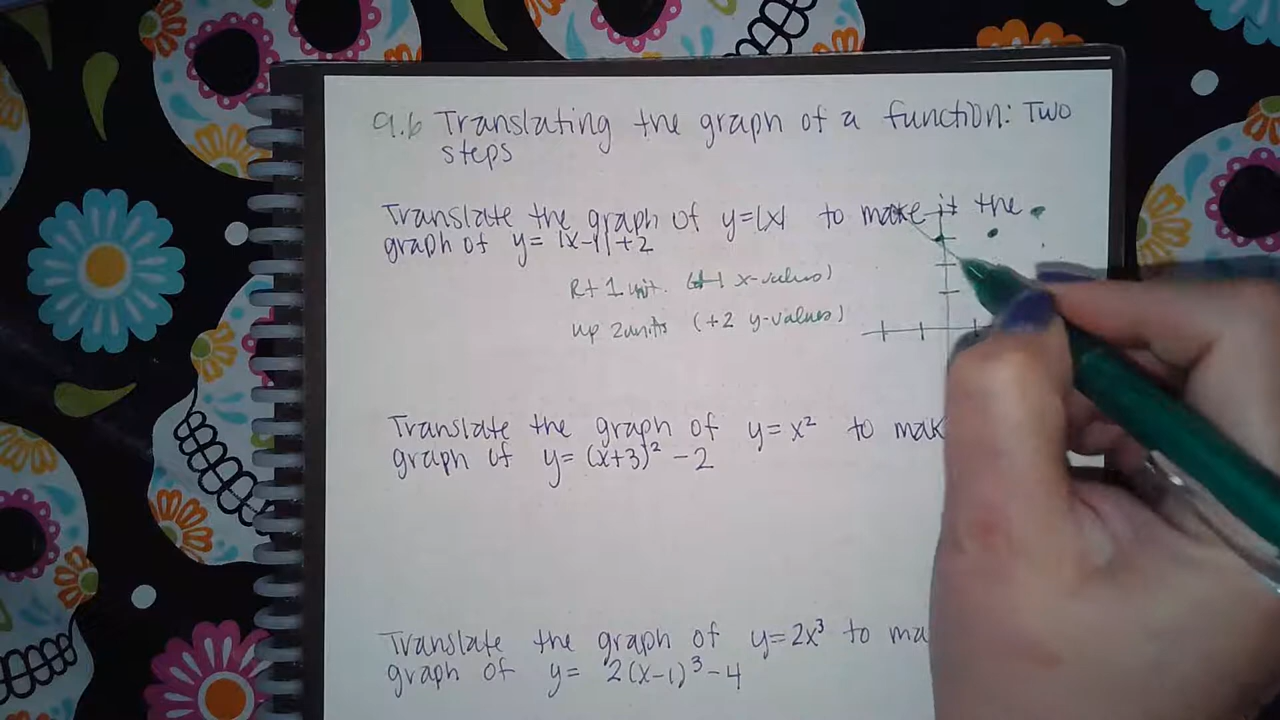 9.6 Translating the graph of a function: Two
steps
Translate the graph of y=|x| to make it the
graph of y= |x-1| +2
Rt 1 unit. (+1 x-values)
up 2units (+2 y-values)
Translate the graph of y= x² to mak
graph of y= (x+3)² -2
Translate the graph of y=2x³ to ma
graph of y= 2(x-1)³-4